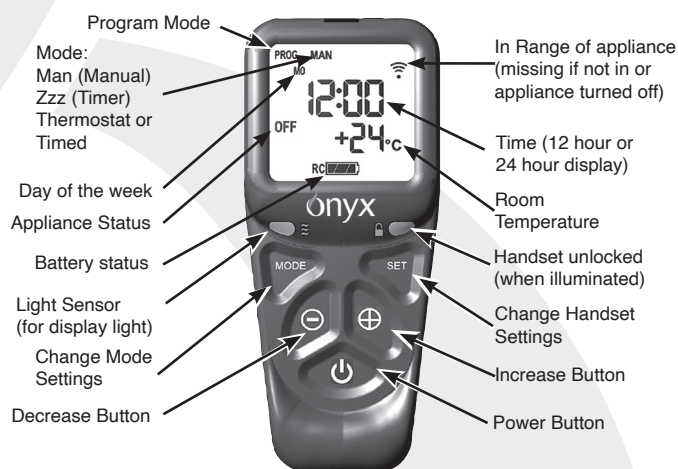 Program Mode
Mode:
Man (Manual)
Zzz (Timer)
Thermostat or
Timed
Day of the week
Appliance Status
Battery status
Light Sensor
(for display light)
Change Mode
Settings
Decrease Button
PROG MAN
MO
12:00
OFF
+24°C
RC
onyx
MODE
SET
In Range of appliance
(missing if not in or
appliance turned off)
Time (12 hour or
24 hour display)
Room
Temperature
Handset unlocked
(when illuminated)
Change Handset
Settings
Increase Button
Power Button